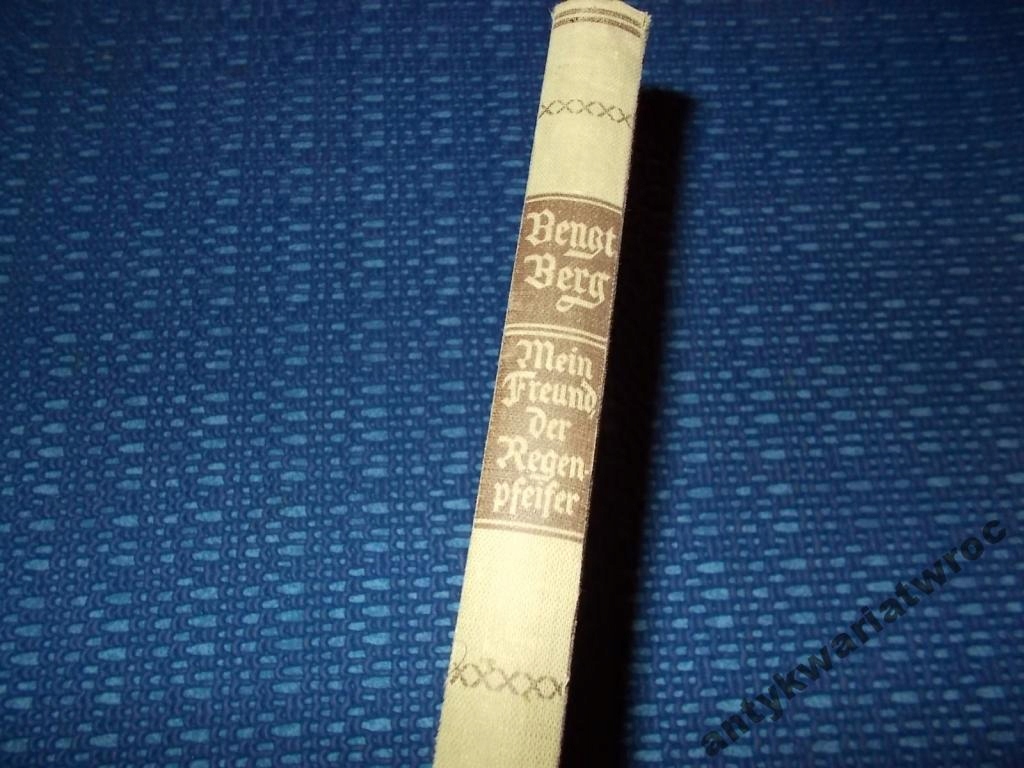 Bengt
Berg
Mein
Freund,
der
Regen-
pfeifer
antykwariatwroc